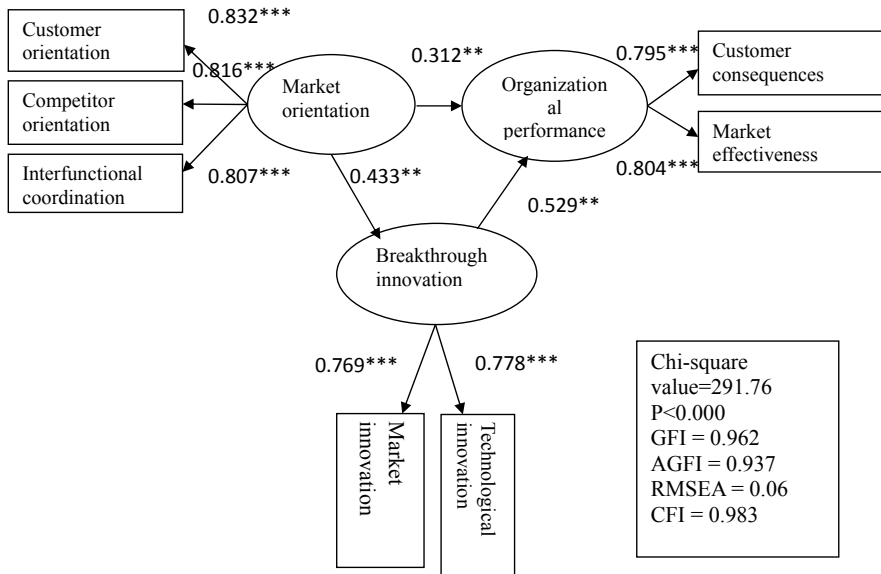 0.832***
Customer
orientation
0.816***
Competitor
orientation
Interfunctional
coordination
0.807***
Market
orientation
0.312**
0.433**
Organization
al
performance
0.529**
0.795***
Customer
consequences
Market
effectiveness
0.804***
Breakthrough
innovation
0.769***
0.778***
Market
innovation
Technological
innovation
Chi-square
value=291.76
P<0.000
GFI = 0.962
AGFI = 0.937
RMSEA = 0.06
CFI = 0.983